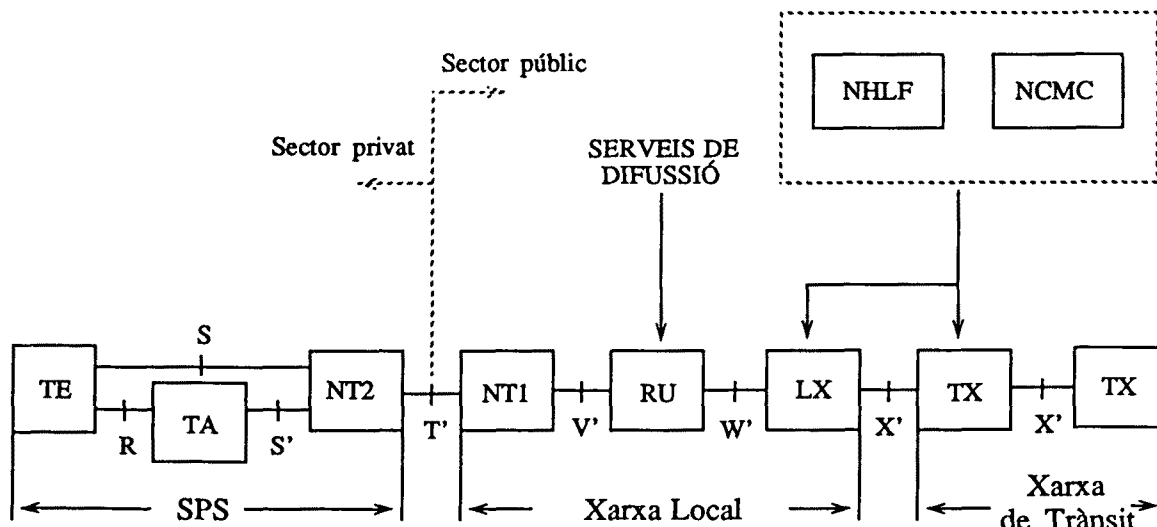 NHLF
NCMC
Sector públic
Sector privat
SERVEIS DE
DIFUSSIÓ
S
TE
TA
NT2
NT1
RU
LX
TX
TX
R
S'
T'
V'
W'
X'
X'
SPS
Xarxa Local
Xarxa
de Trànsit